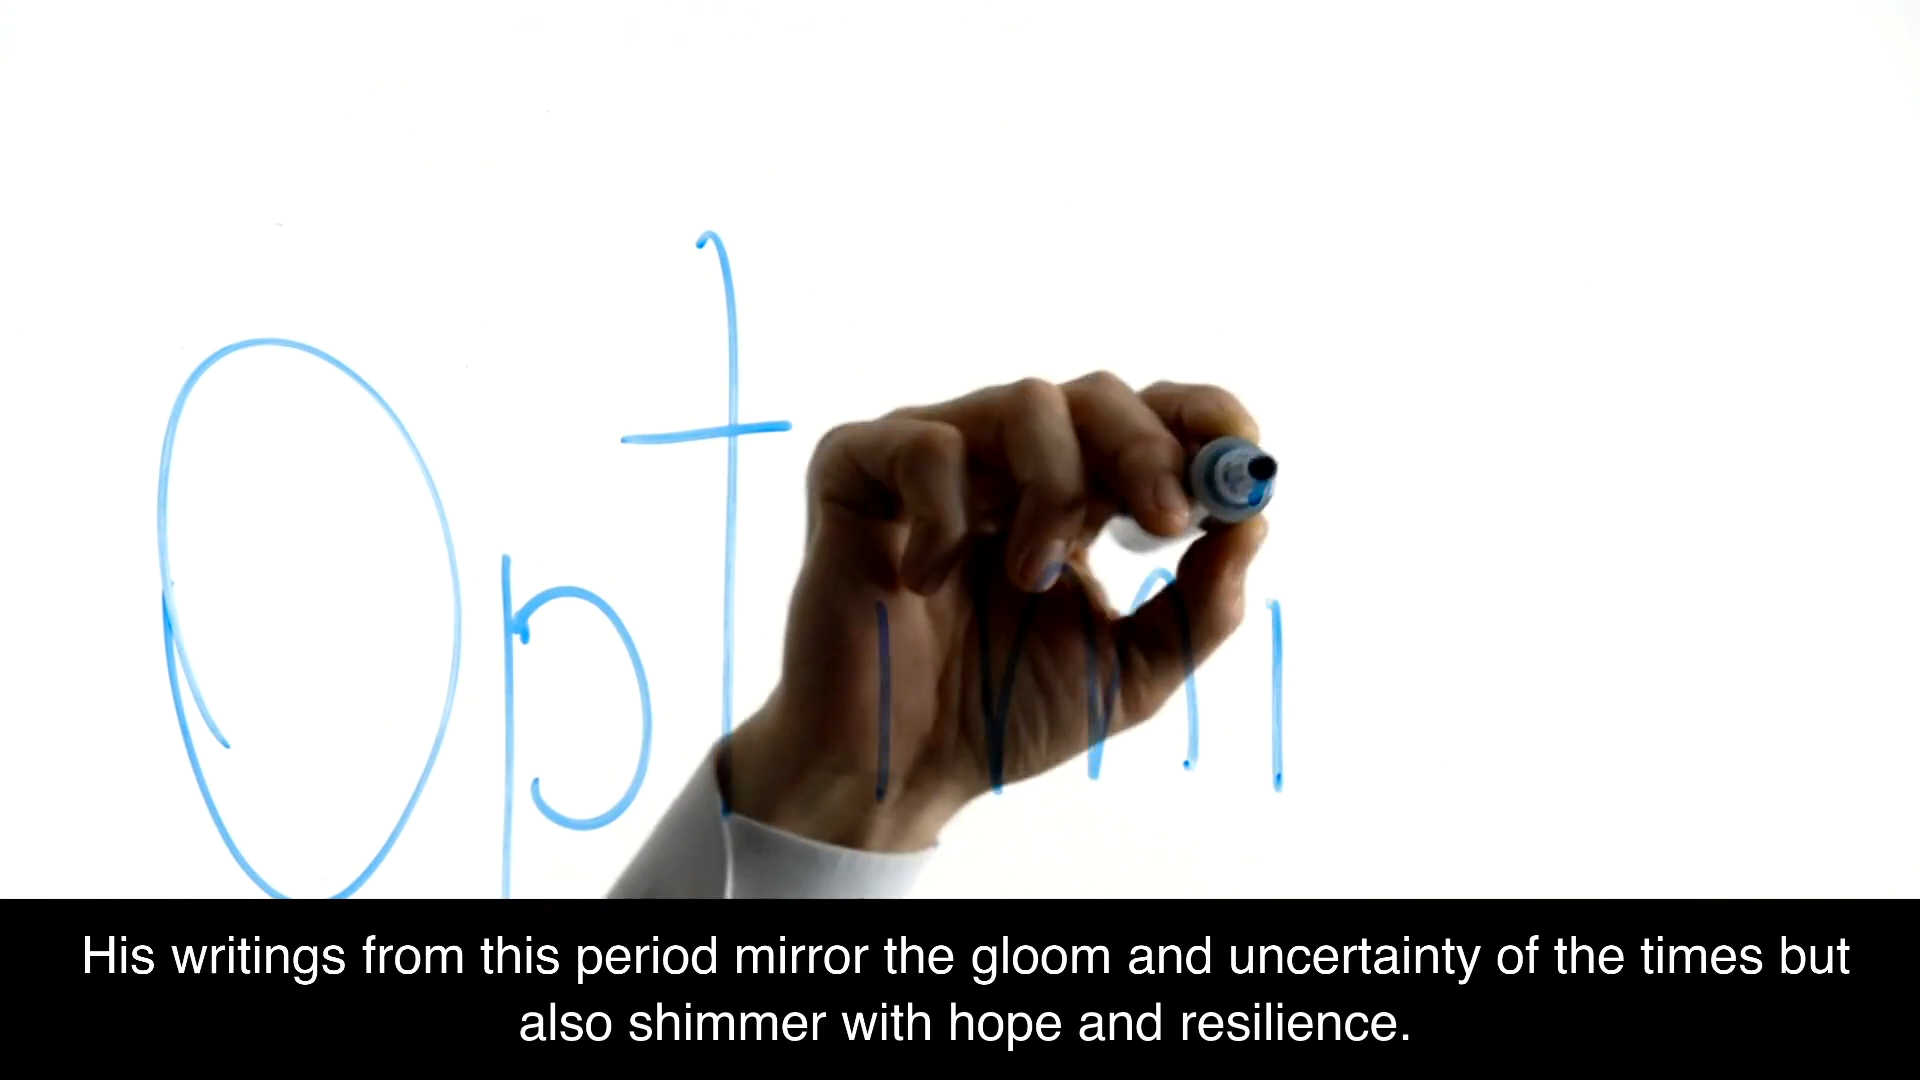 Optimi
His writings from this period mirror the gloom and uncertainty of the times but
also shimmer with hope and resilience.